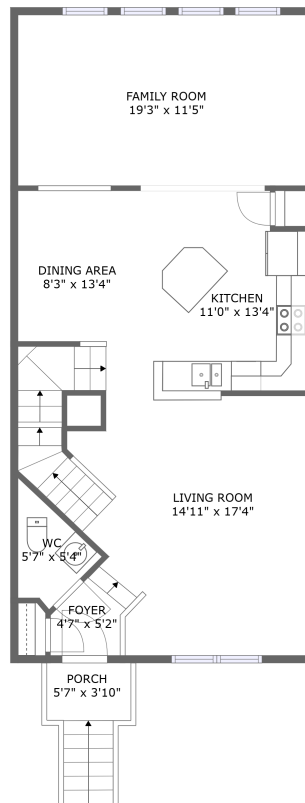 FAMILY ROOM
19'3" x 11'5"
DINING AREA
8'3" x 13'4"
KITCHEN
11'0" x 13'4"
LIVING ROOM
14'11" x 17'4"
WC
5'7" x 5'4"
FOYER
4'7" x 5'2"
PORCH
5'7" x 3'10"